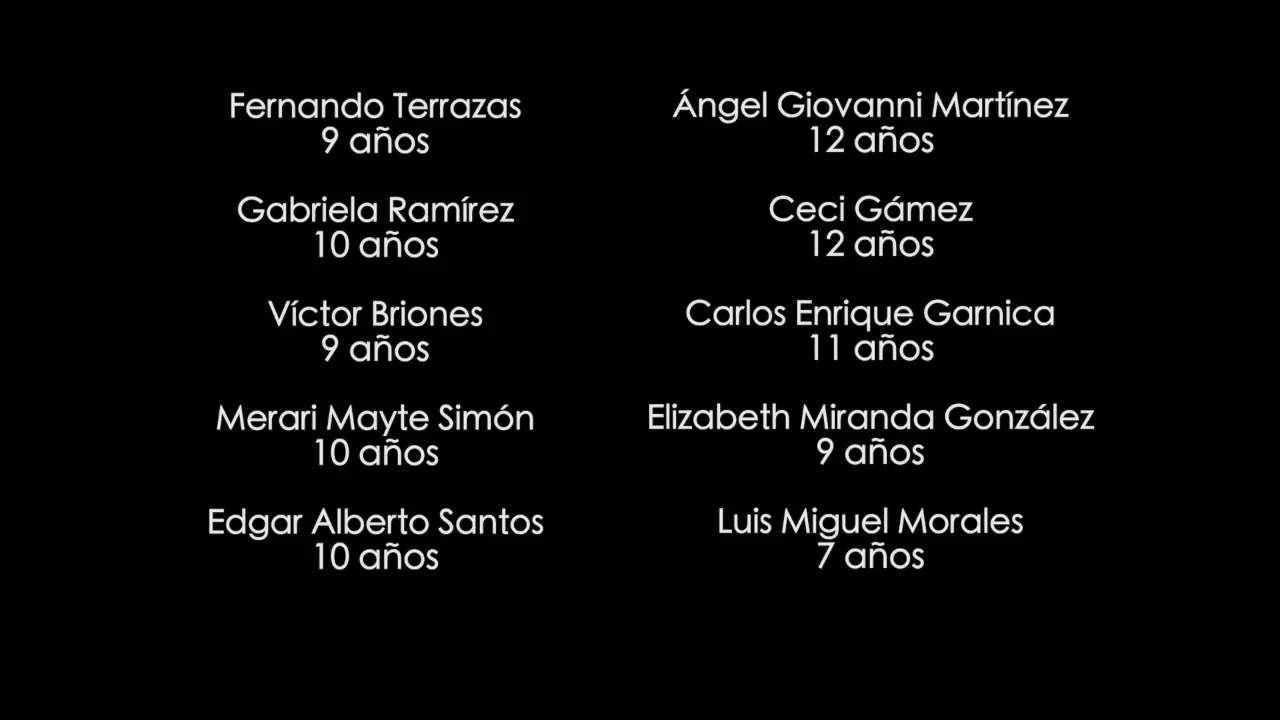 Fernando Terrazas
9 años
Gabriela Ramírez
10 años
Víctor Briones
9 años
Merari Mayte Simón
10 años
Edgar Alberto Santos
10 años
Ángel Giovanni Martínez
12 años
Ceci Gámez
12 años
Carlos Enrique Garnica
11 años
Elizabeth Miranda González
9 años
Luis Miguel Morales
7 años